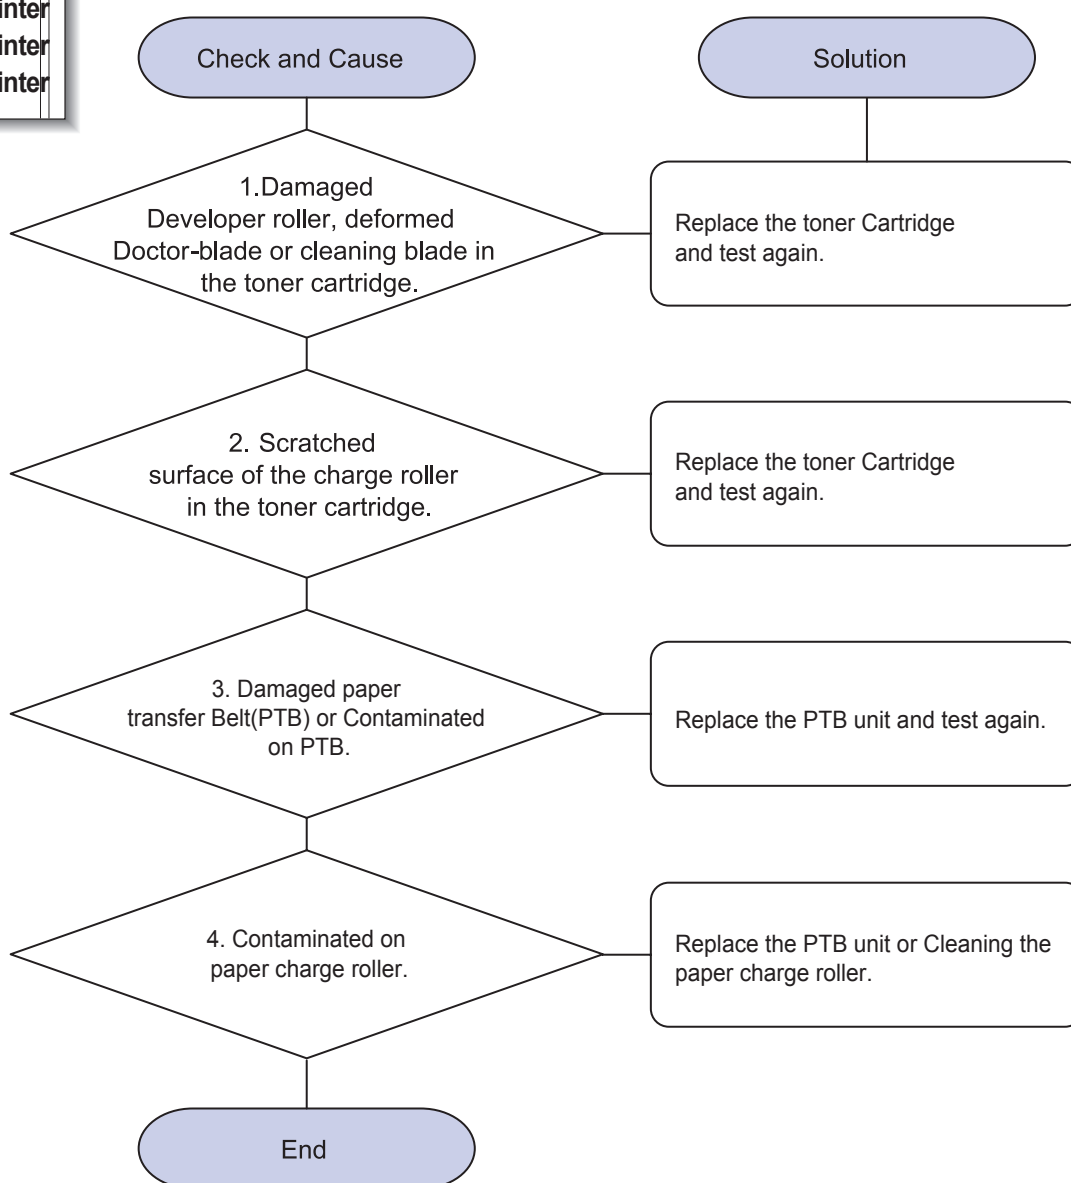 inter
inter
inter
Check and Cause
Solution
1.Damaged
Developer roller, deformed
Doctor-blade or cleaning blade in
the toner cartridge.
Replace the toner Cartridge
and test again.
2. Scratched
surface of the charge roller
in the toner cartridge.
Replace the toner Cartridge
and test again.
3. Damaged paper
transfer Belt(PTB) or Contaminated
on PTB.
Replace the PTB unit and test again.
4. Contaminated on
paper charge roller.
Replace the PTB unit or Cleaning the
paper charge roller.
End